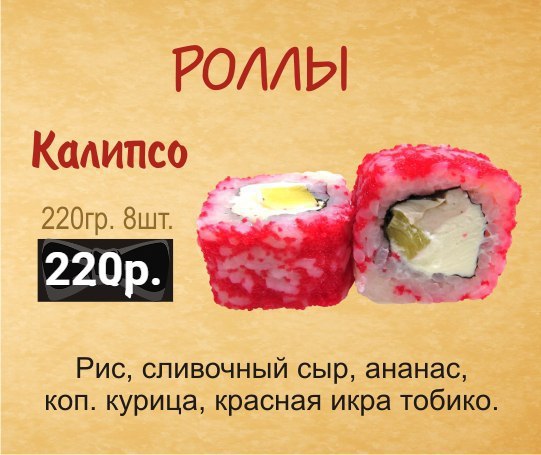 РОЛЛЫ
Калипсо
220гр. 8шт.
220р.
Рис, сливочный сыр, ананас,
коп. курица, красная икра тобико.